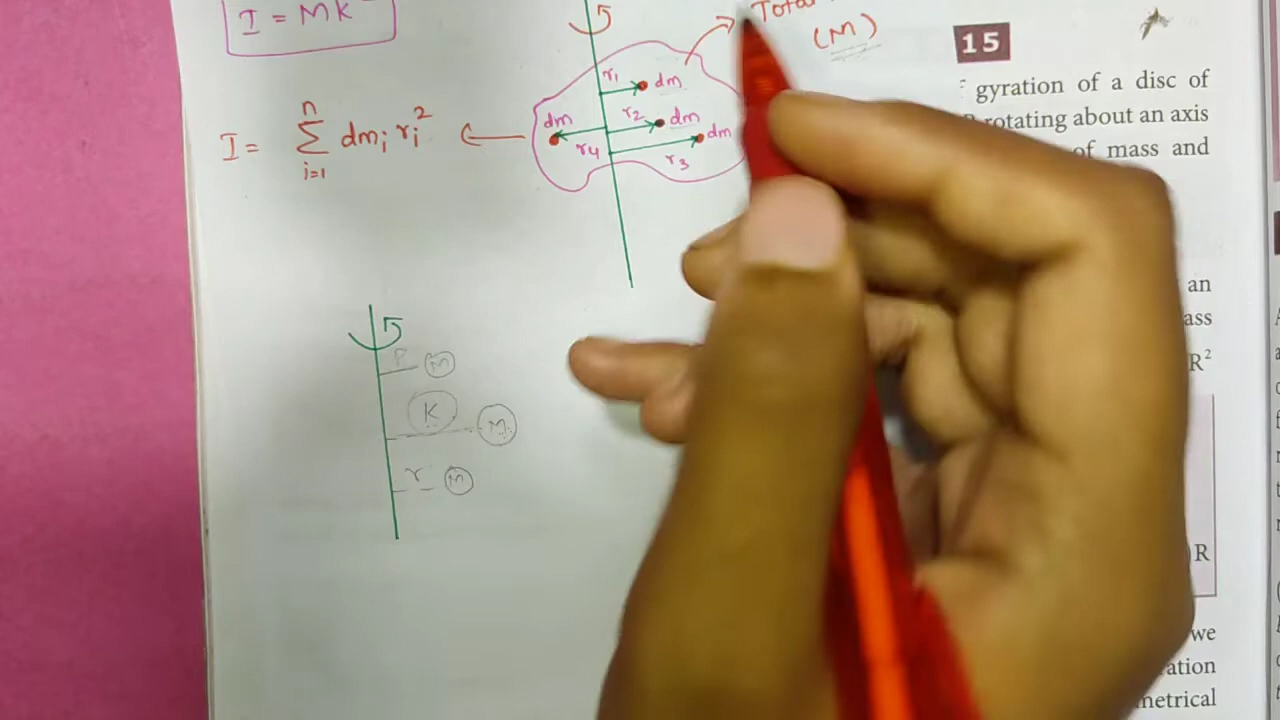 I = MK
Total
(M)
r₁ dm
dm r₂ dm
dm
r₄ r₃
I = n∑i=1 dmᵢ rᵢ²
M
K
M
r M
15
gyration of a disc of
rotating about an axis
of mass and
an
ass
R²
R
we
ation
metrical